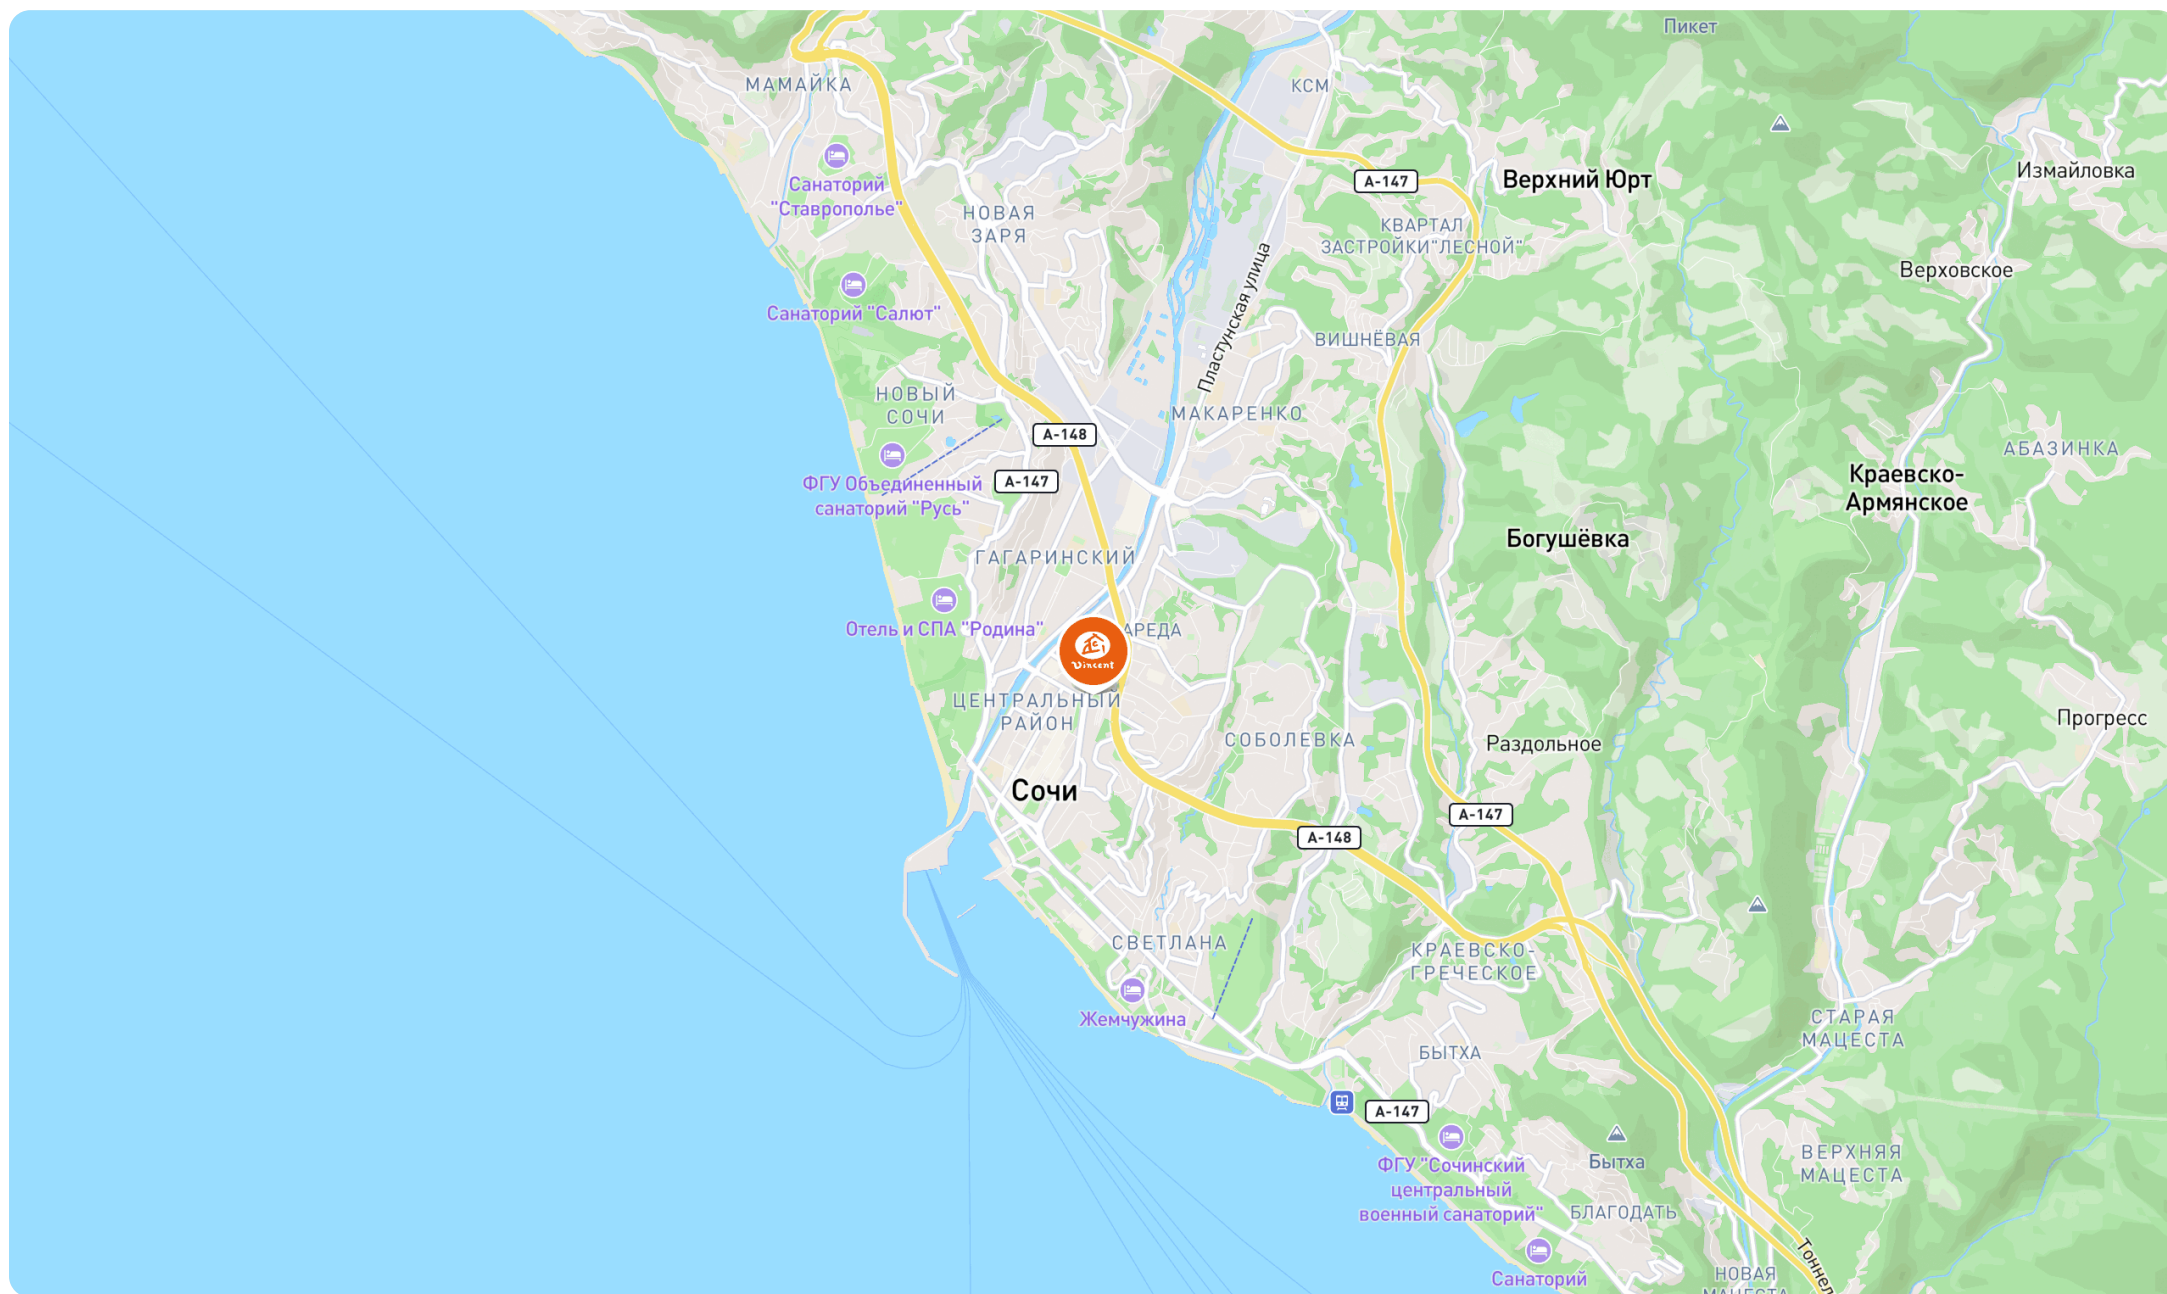 Пикет
МАМАЙКА
КСМ
Санаторий
"Ставрополье"
А-147
Верхний Юрт
Измайловка
НОВАЯ
ЗАРЯ
КВАРТАЛ
ЗАСТРОЙКИ"ЛЕСНОЙ"
Верховское
Санаторий "Салют"
Пластунская улица
ВИШНЁВАЯ
НОВЫЙ
СОЧИ
МАКАРЕНКО
А-148
АБАЗИНКА
А-147
ФГУ Объединенный
санаторий "Русь"
Краевско-
Армянское
Богушёвка
ГАГАРИНСКИЙ
Отель и СПА "Родина"
АРЕДА
Vincent
ЦЕНТРАЛЬНЫЙ
РАЙОН
СОБОЛЕВКА
Раздольное
Прогресс
Сочи
А-147
А-148
СВЕТЛАНА
КРАЕВСКО-
ГРЕЧЕСКОЕ
Жемчужина
СТАРАЯ
МАЦЕСТА
БЫТХА
А-147
ФГУ "Сочинский
центральный
военный санаторий"
Бытха
ВЕРХНЯЯ
МАЦЕСТА
БЛАГОДАТЬ
Санаторий
Тоннел
НОВАЯ
МАЦЕСТА